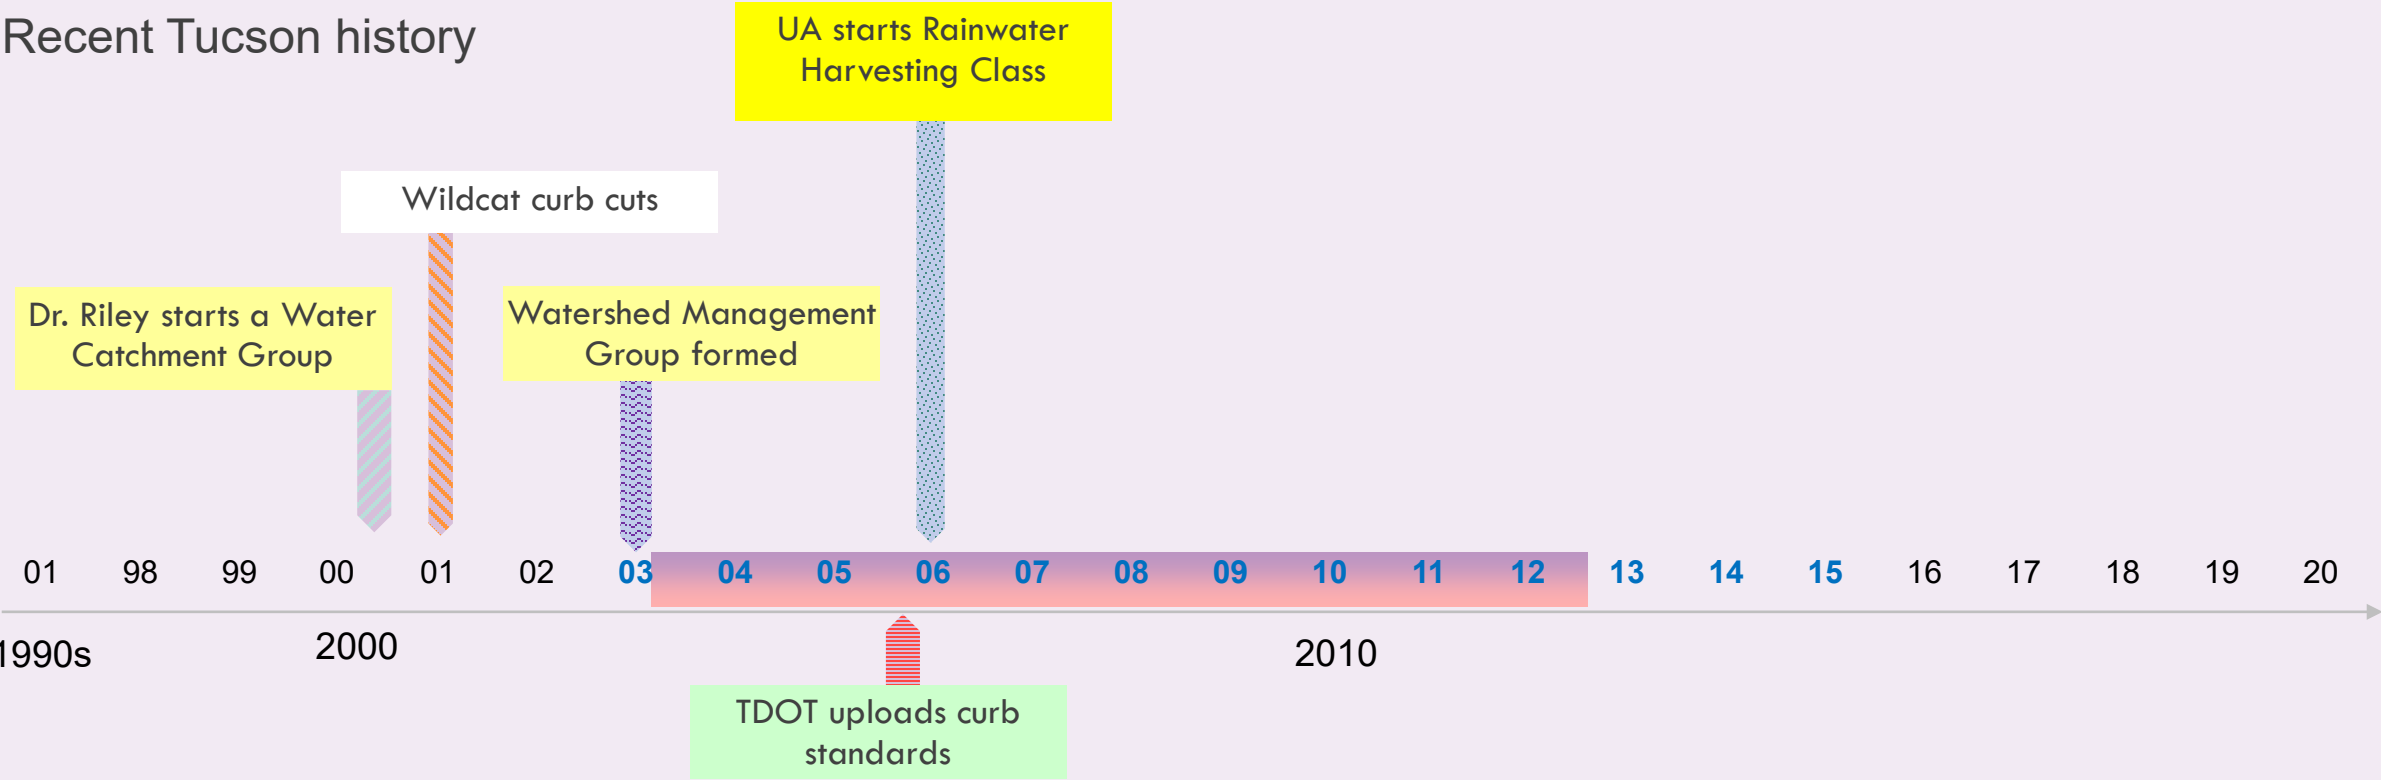 Recent Tucson history
UA starts Rainwater
Harvesting Class
Wildcat curb cuts
Dr. Riley starts a Water
Catchment Group
Watershed Management
Group formed
01 98 99 00 01 02 03 04 05 06 07 08 09 10 11 12 13 14 15 16 17 18 19 20
1990s 2000 2010
TDOT uploads curb
standards